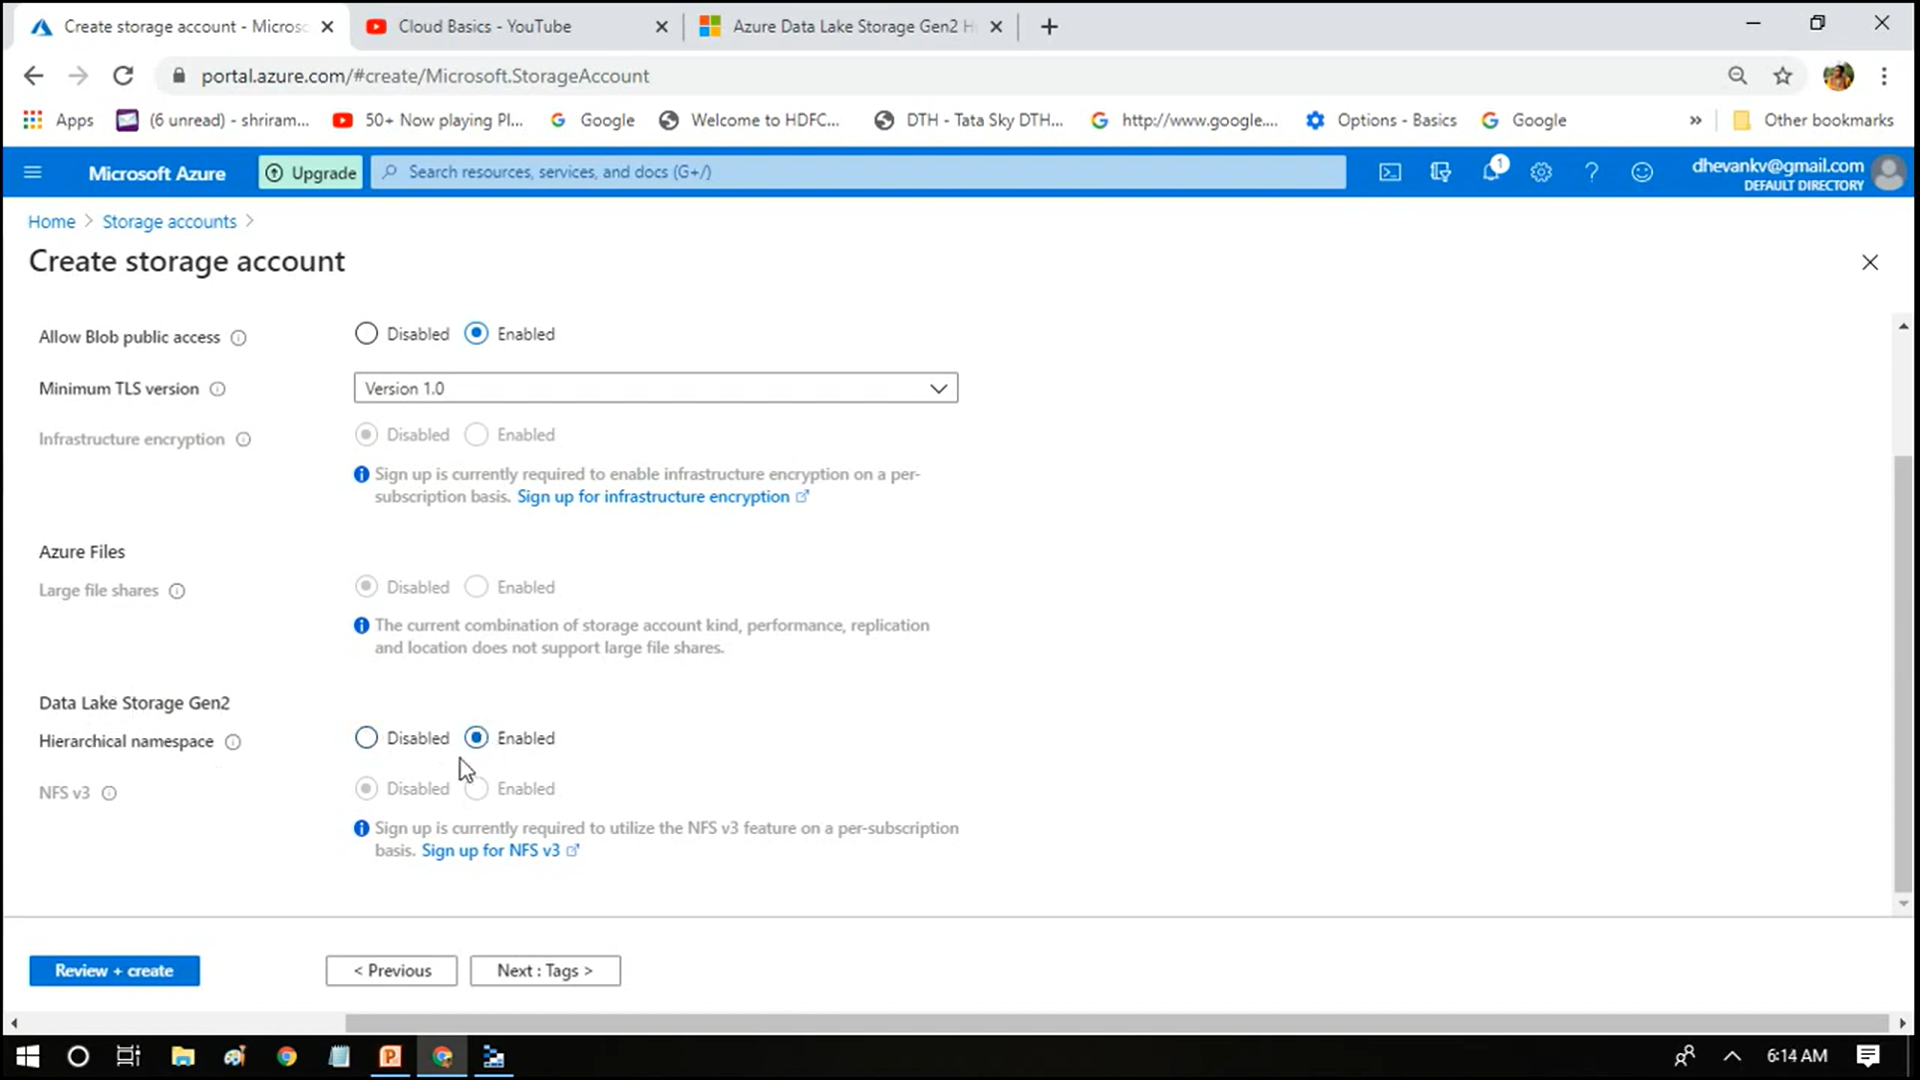 Create storage account - Micros
Cloud Basics - YouTube
Azure Data Lake Storage Gen2 H
portal.azure.com/#create/Microsoft.StorageAccount
Apps
(6 unread) - shriram...
50+ Now playing Pl...
Google
Welcome to HDFC...
DTH - Tata Sky DTH...
http://www.google....
Options - Basics
Google
»
Other bookmarks
Microsoft Azure
Upgrade
Search resources, services, and docs (G+/)
1
dhevankv@gmail.com
DEFAULT DIRECTORY
Home > Storage accounts >
Create storage account
Allow Blob public access
Disabled
Enabled
Minimum TLS version
Version 1.0
Infrastructure encryption
Disabled
Enabled
Sign up is currently required to enable infrastructure encryption on a per-
subscription basis. Sign up for infrastructure encryption
Azure Files
Large file shares
Disabled
Enabled
The current combination of storage account kind, performance, replication
and location does not support large file shares.
Data Lake Storage Gen2
Hierarchical namespace
Disabled
Enabled
NFS v3
Disabled
Enabled
Sign up is currently required to utilize the NFS v3 feature on a per-subscription
basis. Sign up for NFS v3
Review + create
< Previous
Next : Tags >
6:14 AM